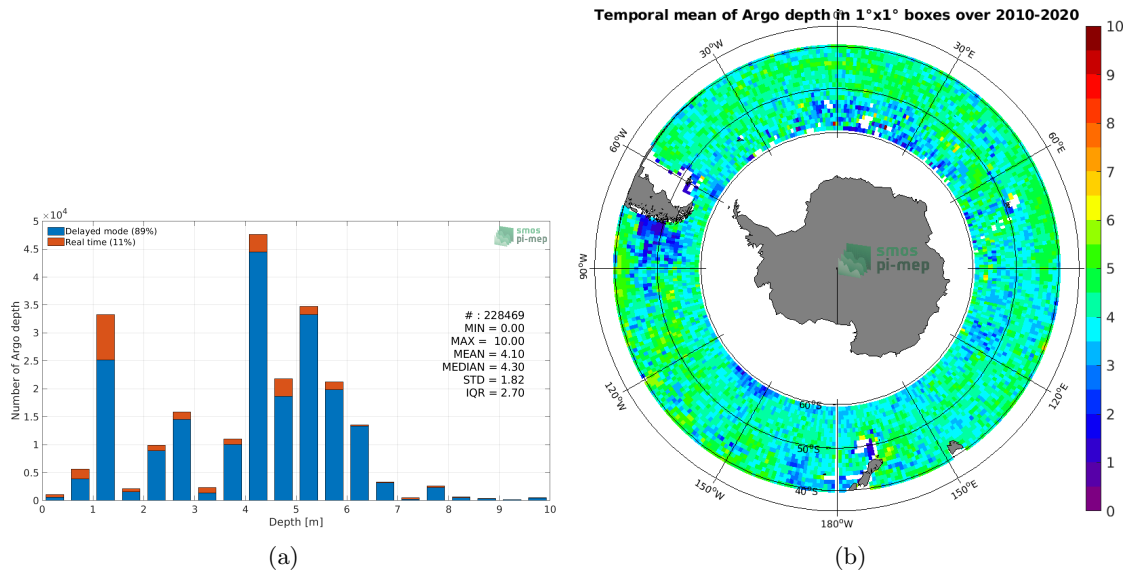 ×10⁴
5
4.5
4
3.5
3
2.5
2
1.5
1
0.5
0
Number of Argo depth
Delayed mode (89%)
Real time (11%)
smos
pi-mep
# : 228469
MIN = 0.00
MAX = 10.00
MEAN = 4.10
MEDIAN = 4.30
STD = 1.82
IQR = 2.70
0 1 2 3 4 5 6 7 8 9 10
Depth [m]
(a)
Temporal mean of Argo depth in 1°x1° boxes over 2010-2020
0°
30°W
30°E
60°W
60°E
90°W
120°W
120°E
150°W
150°E
180°W
60°S
50°S
40°S
smos
pi-mep
10
9
8
7
6
5
4
3
2
1
0
(b)